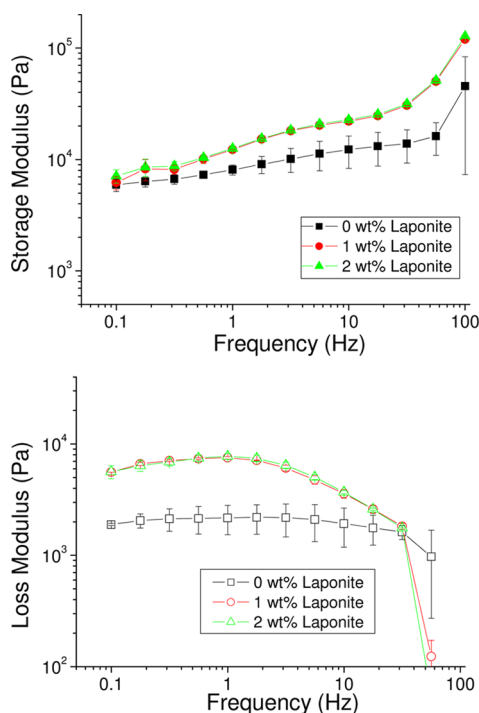 Storage Modulus (Pa)
10^5
10^4
10^3
0 wt% Laponite
1 wt% Laponite
2 wt% Laponite
0.1 1 10 100
Frequency (Hz)
Loss Modulus (Pa)
10^4
10^3
10^2
0 wt% Laponite
1 wt% Laponite
2 wt% Laponite
0.1 1 10 100
Frequency (Hz)